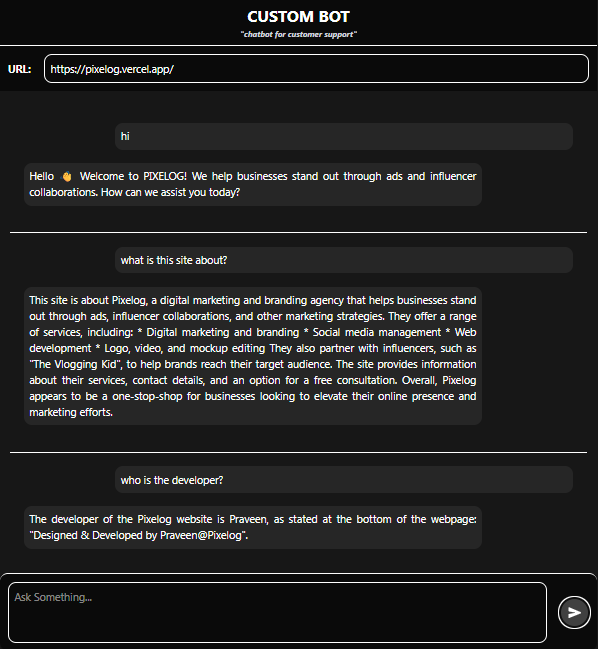 CUSTOM BOT
"chatbot for customer support"
URL: https://pixelog.vercel.app/
hi
Hello 👋 Welcome to PIXELOG! We help businesses stand out through ads and influencer
collaborations. How can we assist you today?
what is this site about?
This site is about Pixelog, a digital marketing and branding agency that helps businesses stand
out through ads, influencer collaborations, and other marketing strategies. They offer a range
of services, including: * Digital marketing and branding * Social media management * Web
development * Logo, video, and mockup editing They also partner with influencers, such as
"The Vlogging Kid", to help brands reach their target audience. The site provides information
about their services, contact details, and an option for a free consultation. Overall, Pixelog
appears to be a one-stop-shop for businesses looking to elevate their online presence and
marketing efforts.
who is the developer?
The developer of the Pixelog website is Praveen, as stated at the bottom of the webpage:
"Designed & Developed by Praveen@Pixelog".
Ask Something...